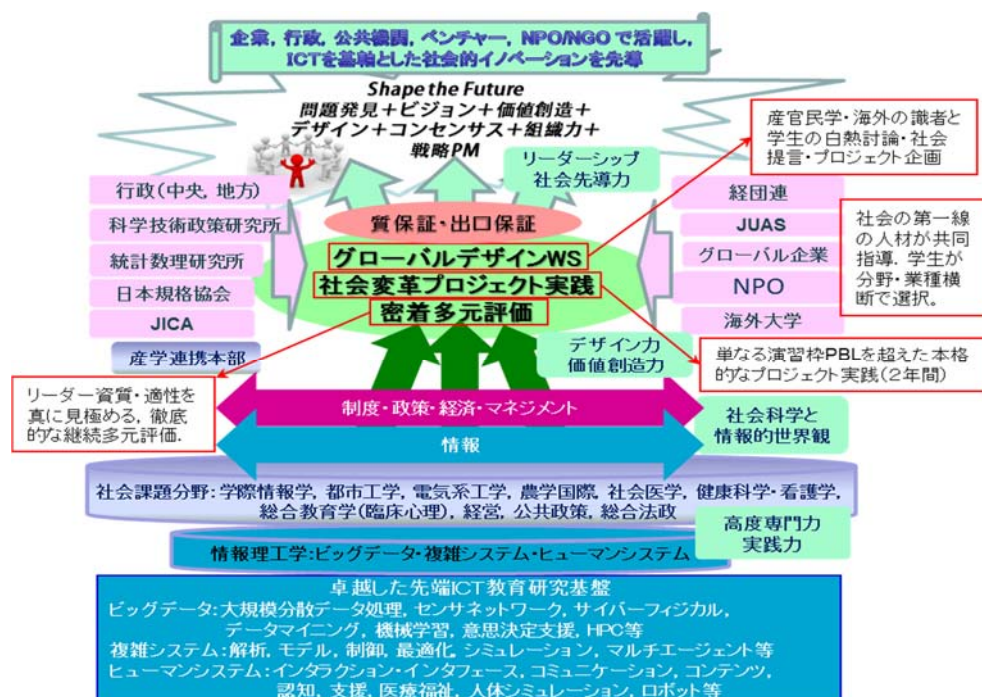 企業, 行政, 公共機関, ベンチャー, NPO/NGO で活躍し,
ICTを基軸とした社会的イノベーションを先導
Shape the Future
問題発見＋ビジョン＋価値創造＋
デザイン＋コンセンサス＋組織力＋
戦略PM
リーダーシップ
社会先導力
産官民学・海外の識者と
学生の白熱討論・社会
提言・プロジェクト企画
行政(中央, 地方)
科学技術政策研究所
統計数理研究所
日本規格協会
JICA
産学連携本部
質保証・出口保証
グローバルデザインWS
社会変革プロジェクト実践
密着多元評価
経団連
JUAS
グローバル企業
NPO
海外大学
社会の第一線
の人材が共同
指導. 学生が
分野・業種横
断で選択。
デザイン力
価値創造力
単なる演習枠PBLを超えた本格
的なプロジェクト実践(2年間)
リーダー資質・適性を
真に見極める, 徹底
的な継続多元評価.
制度・政策・経済・マネジメント
情報
社会科学と
情報的世界観
社会課題分野：学際情報学, 都市工学, 電気系工学, 農学国際, 社会医学, 健康科学・看護学,
総合教育学(臨床心理), 経営, 公共政策, 総合法政
高度専門力
実践力
情報理工学：ビッグデータ・複雑システム・ヒューマンシステム
卓越した先端ICT教育研究基盤
ビッグデータ：大規模分散データ処理, センサネットワーク, サイバーフィジカル,
データマイニング, 機械学習, 意思決定支援, HPC等
複雑システム：解析, モデル, 制御, 最適化, シミュレーション, マルチエージェント等
ヒューマンシステム：インタラクション・インタフェース, コミュニケーション, コンテンツ,
認知, 支援, 医療福祉, 人体シミュレーション, ロボット等